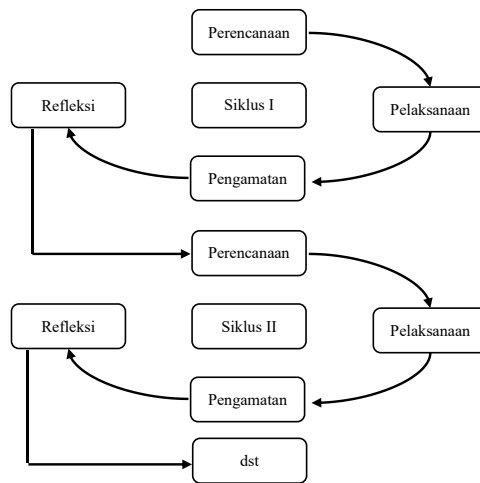 Perencanaan
Refleksi
Siklus I
Pelaksanaan
Pengamatan
Perencanaan
Refleksi
Siklus II
Pelaksanaan
Pengamatan
dst